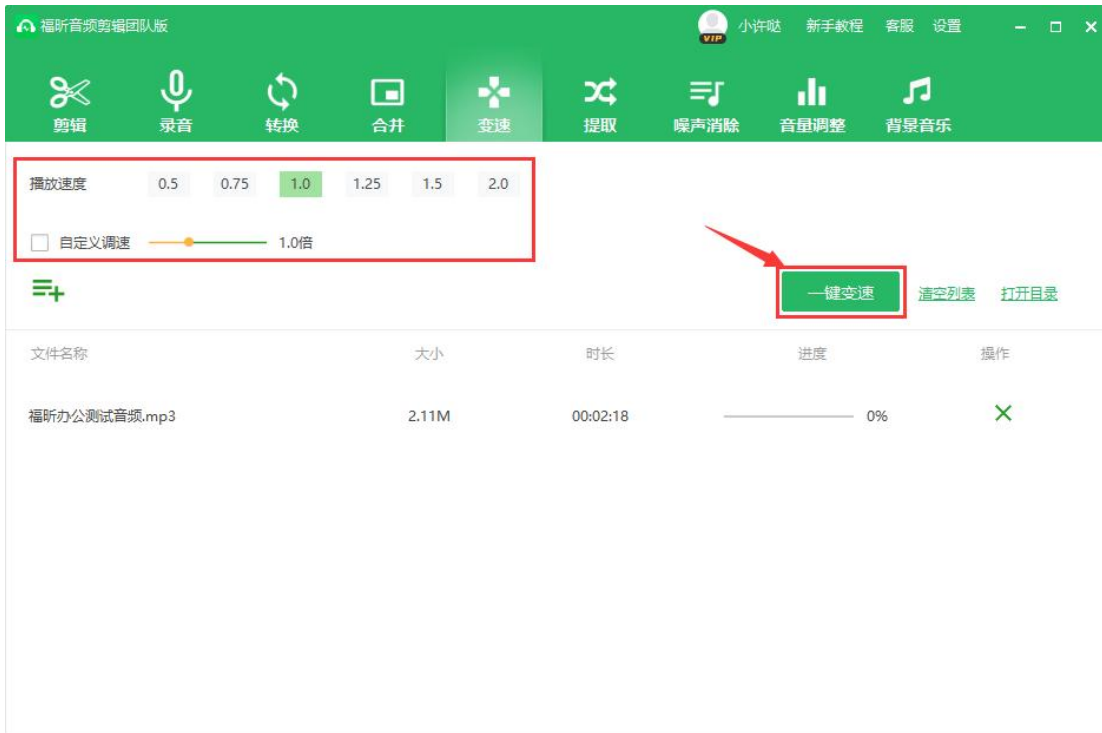 福昕音频剪辑团队版 VIP 小许哒 新手教程 客服 设置
剪辑 录音 转换 合并 变速 提取 噪声消除 音量调整 背景音乐
播放速度 0.5 0.75 1.0 1.25 1.5 2.0
自定义调速 1.0倍
一键变速 清空列表 打开目录
文件名称 大小 时长 进度 操作
福昕办公测试音频.mp3 2.11M 00:02:18 0%